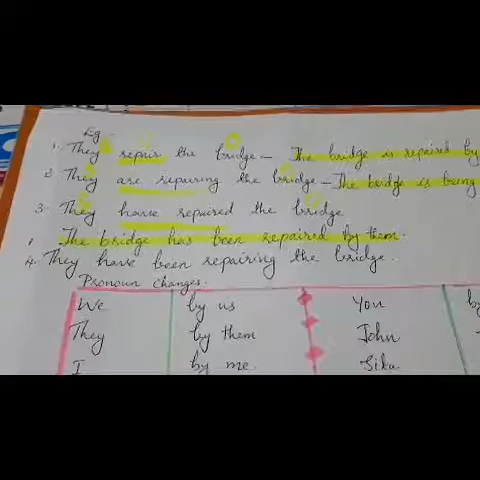 Eg
1. They repair the bridge - The bridge is repaired by
2. They are repairing the bridge - The bridge is being
3. They have repaired the bridge
The bridge has been repaired by them.
4. They have been repairing the bridge.
Pronoun changes.
We by us You by
They by them John
I by me Siku